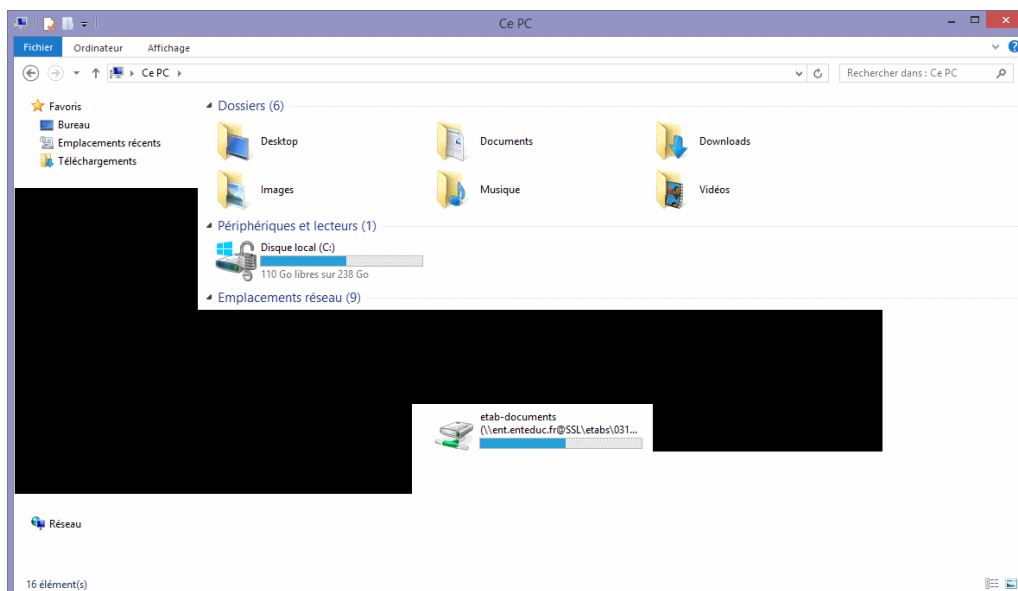 Ce PC
Fichier Ordinateur Affichage
Ce PC
Rechercher dans : Ce PC
Favoris
Bureau
Emplacements récents
Téléchargements
Dossiers (6)
Desktop Documents Downloads
Images Musique Vidéos
Périphériques et lecteurs (1)
Disque local (C:)
110 Go libres sur 238 Go
Emplacements réseau (9)
etab-documents
(\\ent.enteduc.fr@SSL\etabs\031...
Réseau
16 élément(s)